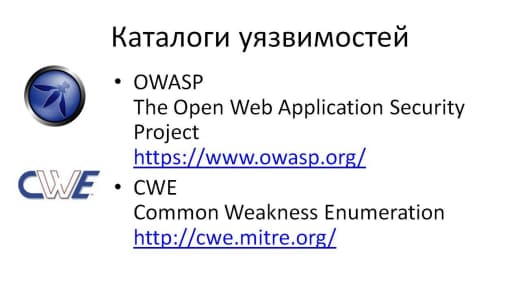 Каталоги уязвимостей
• OWASP
The Open Web Application Security
Project
https://www.owasp.org/
CWE
• CWE
Common Weakness Enumeration
http://cwe.mitre.org/